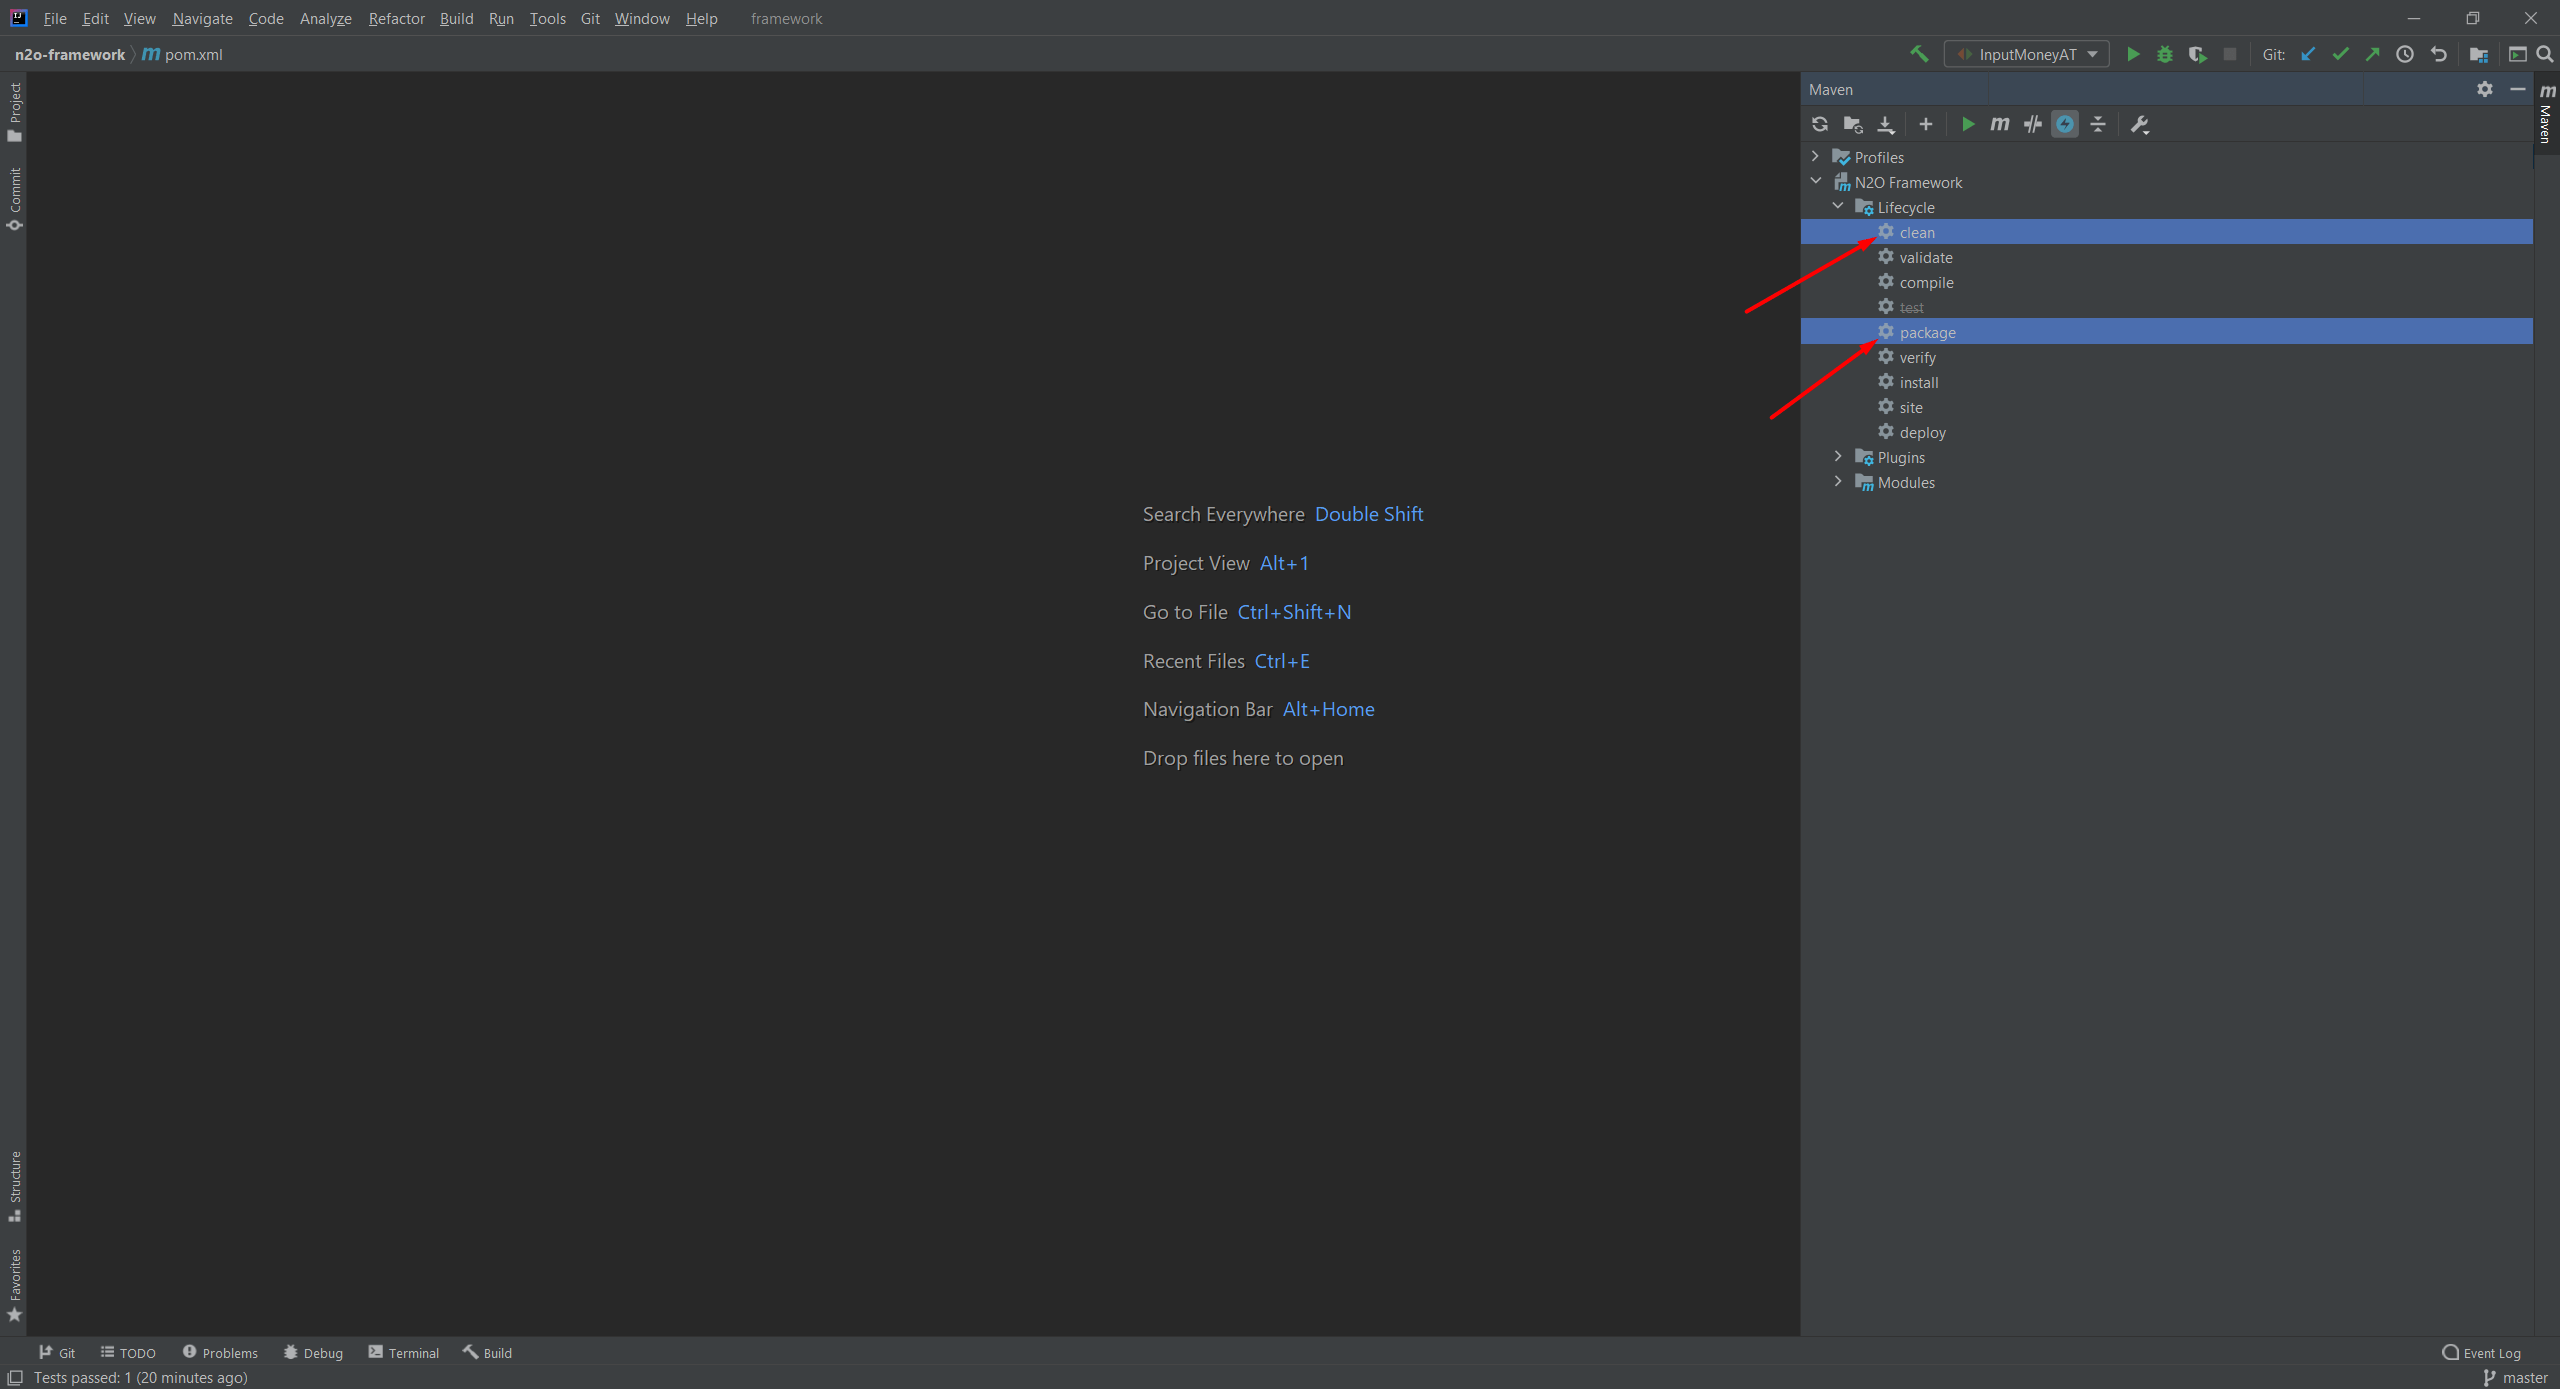 File Edit View Navigate Code Analyze Refactor Build Run Tools Git Window Help framework
n2o-framework pom.xml InputMoneyAT Git:
Project
Commit
Structure
Favorites
Search Everywhere Double Shift
Project View Alt+1
Go to File Ctrl+Shift+N
Recent Files Ctrl+E
Navigation Bar Alt+Home
Drop files here to open
Maven
Profiles
N2O Framework
Lifecycle
clean
validate
compile
test
package
verify
install
site
deploy
Plugins
Modules
Maven
Git TODO Problems Debug Terminal Build Event Log
Tests passed: 1 (20 minutes ago) master